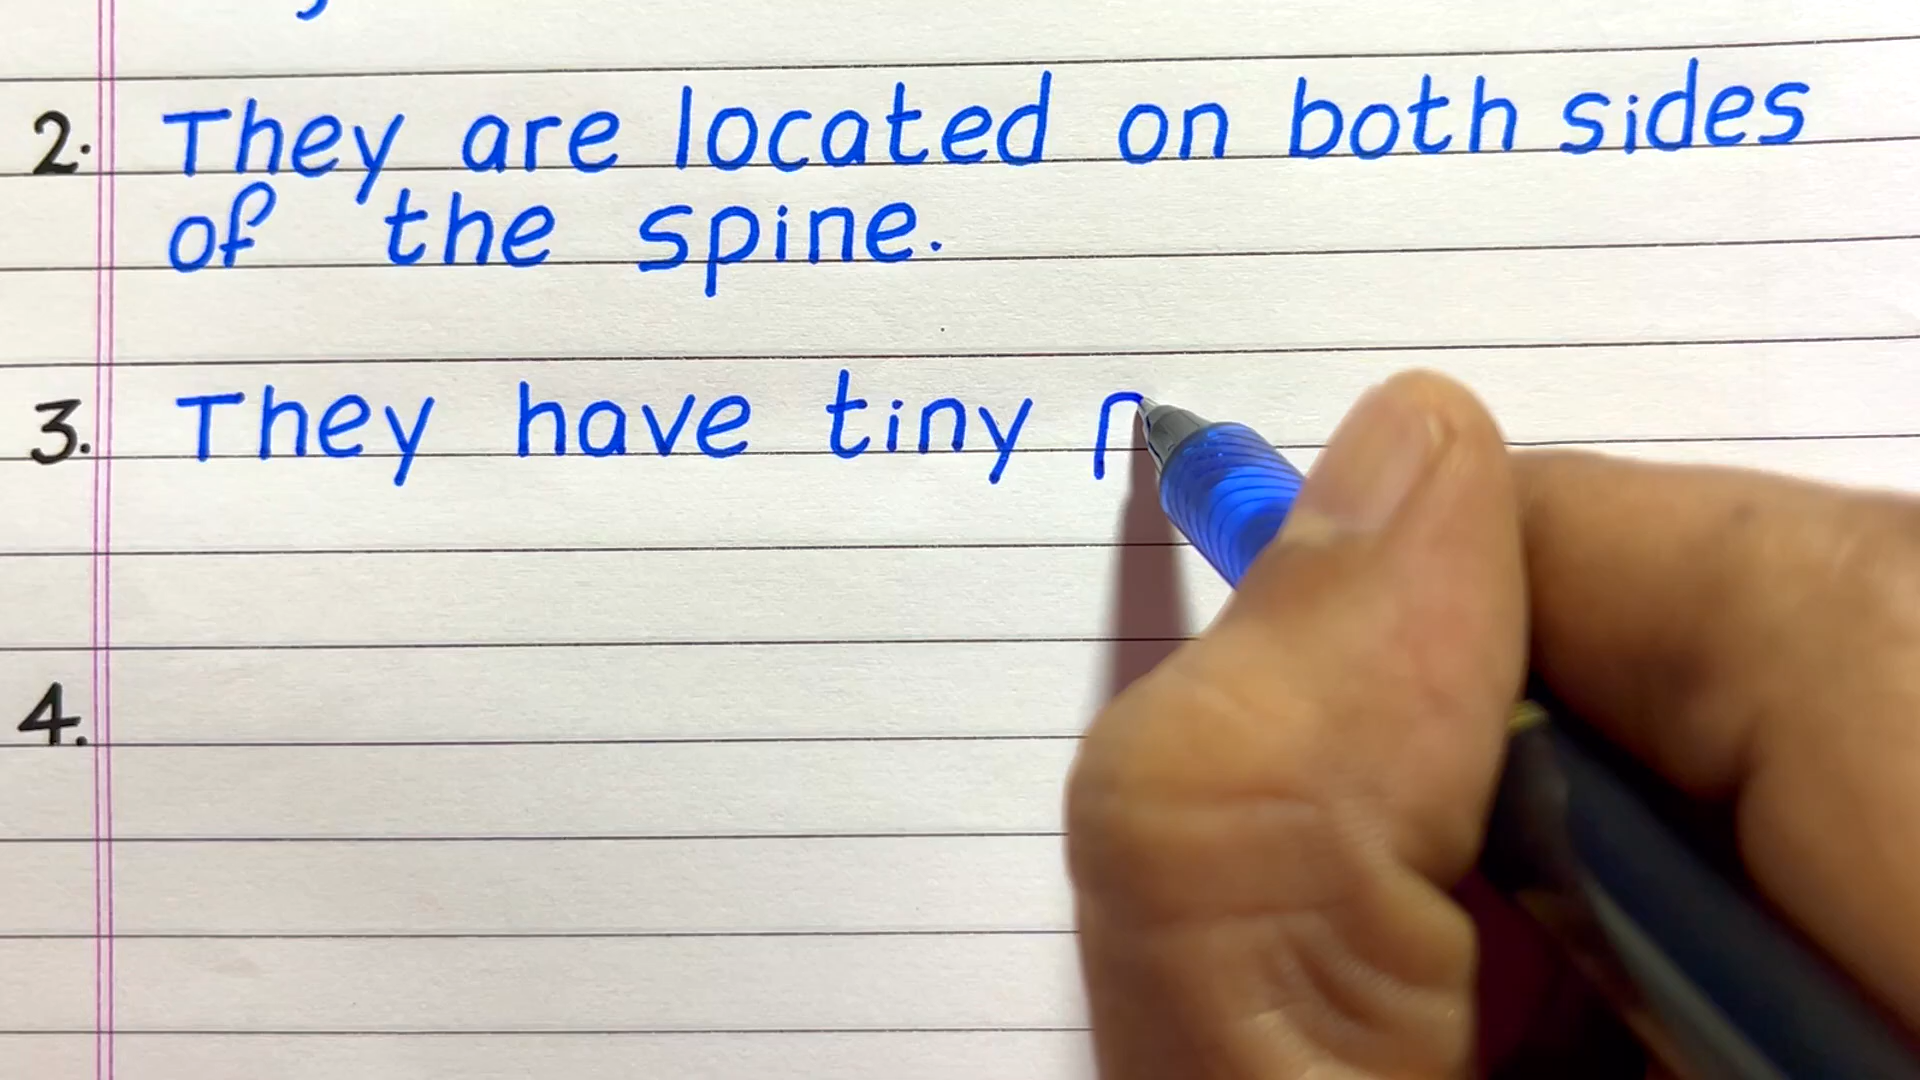 2. They are located on both sides
of the spine.
3. They have tiny
4.